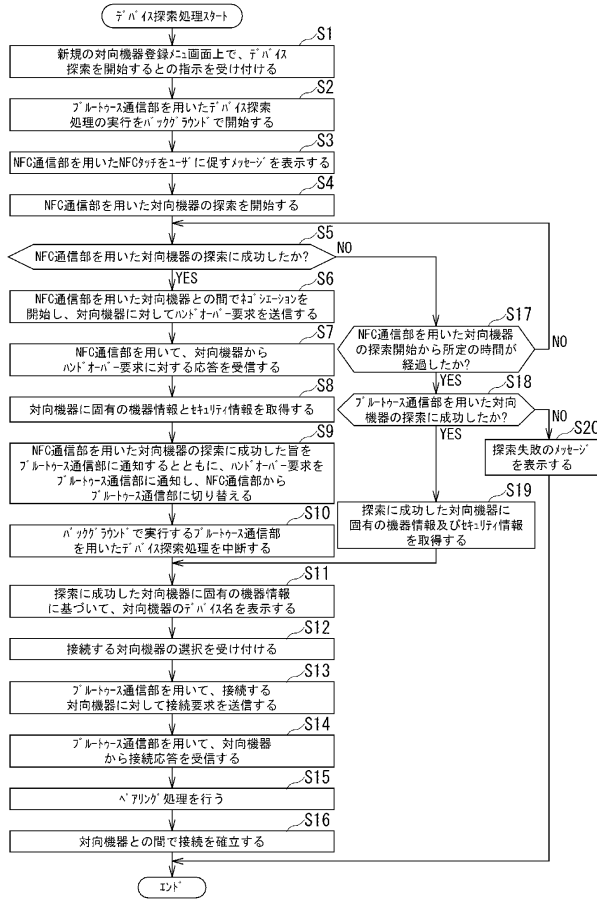 ﾃﾞﾊﾞｲｽ探索処理スタート
S1
新規の対向機器登録ﾒﾆｭ画面上で、ﾃﾞﾊﾞｲｽ
探索を開始するとの指示を受け付ける
S2
ﾌﾞﾙｰﾄｩｰｽ通信部を用いたﾃﾞﾊﾞｲｽ探索
処理の実行をﾊﾞｯｸｸﾞﾗｳﾝﾄﾞで開始する
S3
NFC通信部を用いたNFCﾀｯﾁをﾕｰｻﾞに促すﾒｯｾｰｼﾞを表示する
S4
NFC通信部を用いた対向機器の探索を開始する
S5
NFC通信部を用いた対向機器の探索に成功したか?
NO
YES
S6
NFC通信部を用いた対向機器との間でﾈｺﾞｼｴｰｼｮﾝを
開始し、対向機器に対してﾊﾝﾄﾞｵｰﾊﾞｰ要求を送信する
S7
NFC通信部を用いて、対向機器から
ﾊﾝﾄﾞｵｰﾊﾞｰ要求に対する応答を受信する
S8
対向機器に固有の機器情報とｾｷｭﾘﾃｨ情報を取得する
S9
NFC通信部を用いた対向機器の探索に成功した旨を
ﾌﾞﾙｰﾄｩｰｽ通信部に通知するとともに、ﾊﾝﾄﾞｵｰﾊﾞｰ要求を
ﾌﾞﾙｰﾄｩｰｽ通信部に通知し、NFC通信部から
ﾌﾞﾙｰﾄｩｰｽ通信部に切り替える
S10
ﾊﾞｯｸｸﾞﾗｳﾝﾄﾞで実行するﾌﾞﾙｰﾄｩｰｽ通信部
を用いたﾃﾞﾊﾞｲｽ探索処理を中断する
S17
NFC通信部を用いた対向機器
の探索開始から所定の時間が
経過したか?
NO
YES
S18
ﾌﾞﾙｰﾄｩｰｽ通信部を用いた対向
機器の探索に成功したか?
NO
YES
S20
探索失敗のﾒｯｾｰｼﾞ
を表示する
S19
探索に成功した対向機器に
固有の機器情報及びｾｷｭﾘﾃｨ情報
を取得する
S11
探索に成功した対向機器に固有の機器情報
に基づいて、対向機器のﾃﾞﾊﾞｲｽ名を表示する
S12
接続する対向機器の選択を受け付ける
S13
ﾌﾞﾙｰﾄｩｰｽ通信部を用いて、接続する
対向機器に対して接続要求を送信する
S14
ﾌﾞﾙｰﾄｩｰｽ通信部を用いて、対向機器
から接続応答を受信する
S15
ﾍﾟｱﾘﾝｸﾞ処理を行う
S16
対向機器との間で接続を確立する
ｴﾝﾄﾞ